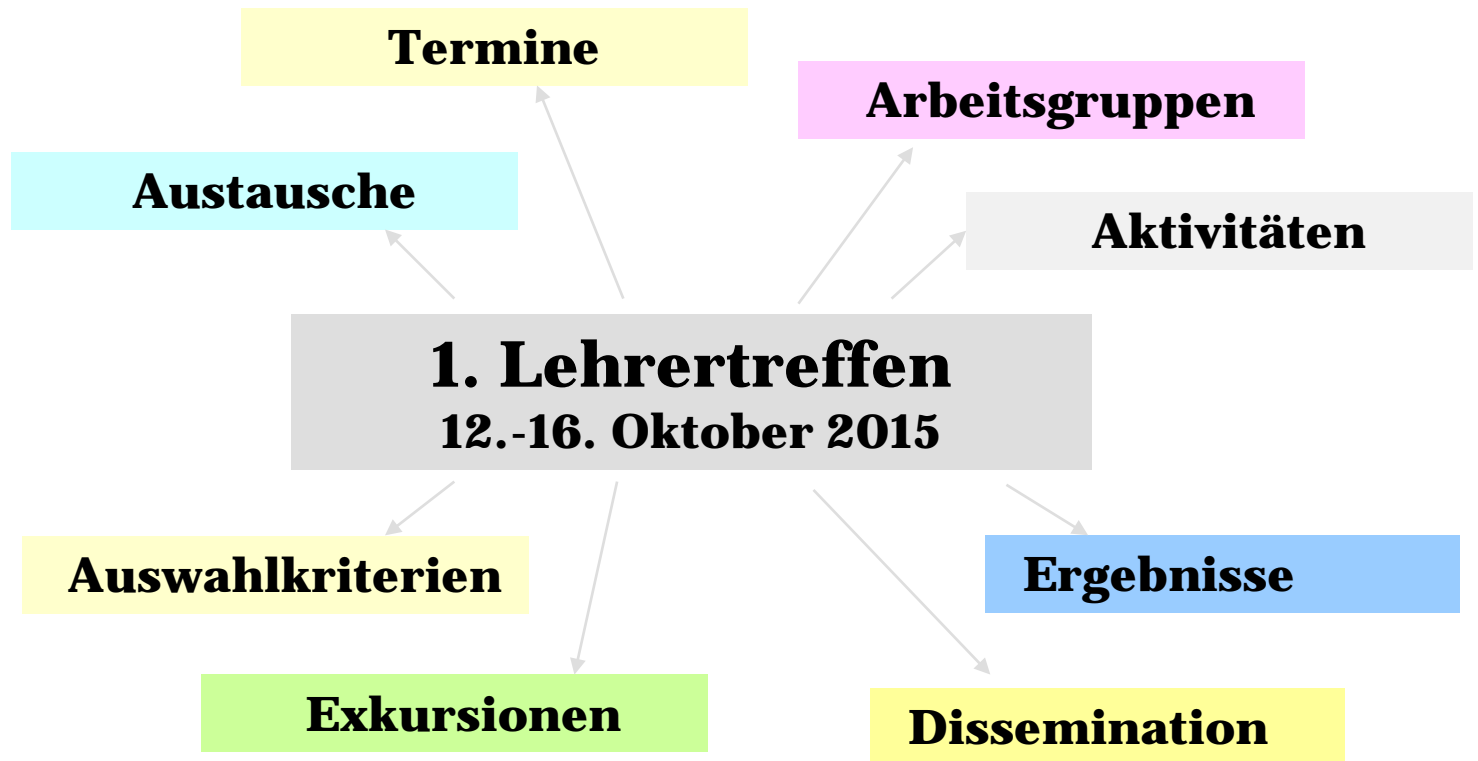 Termine
Arbeitsgruppen
Austausche
Aktivitäten
1. Lehrertreffen
12.-16. Oktober 2015
Auswahlkriterien
Ergebnisse
Exkursionen
Dissemination